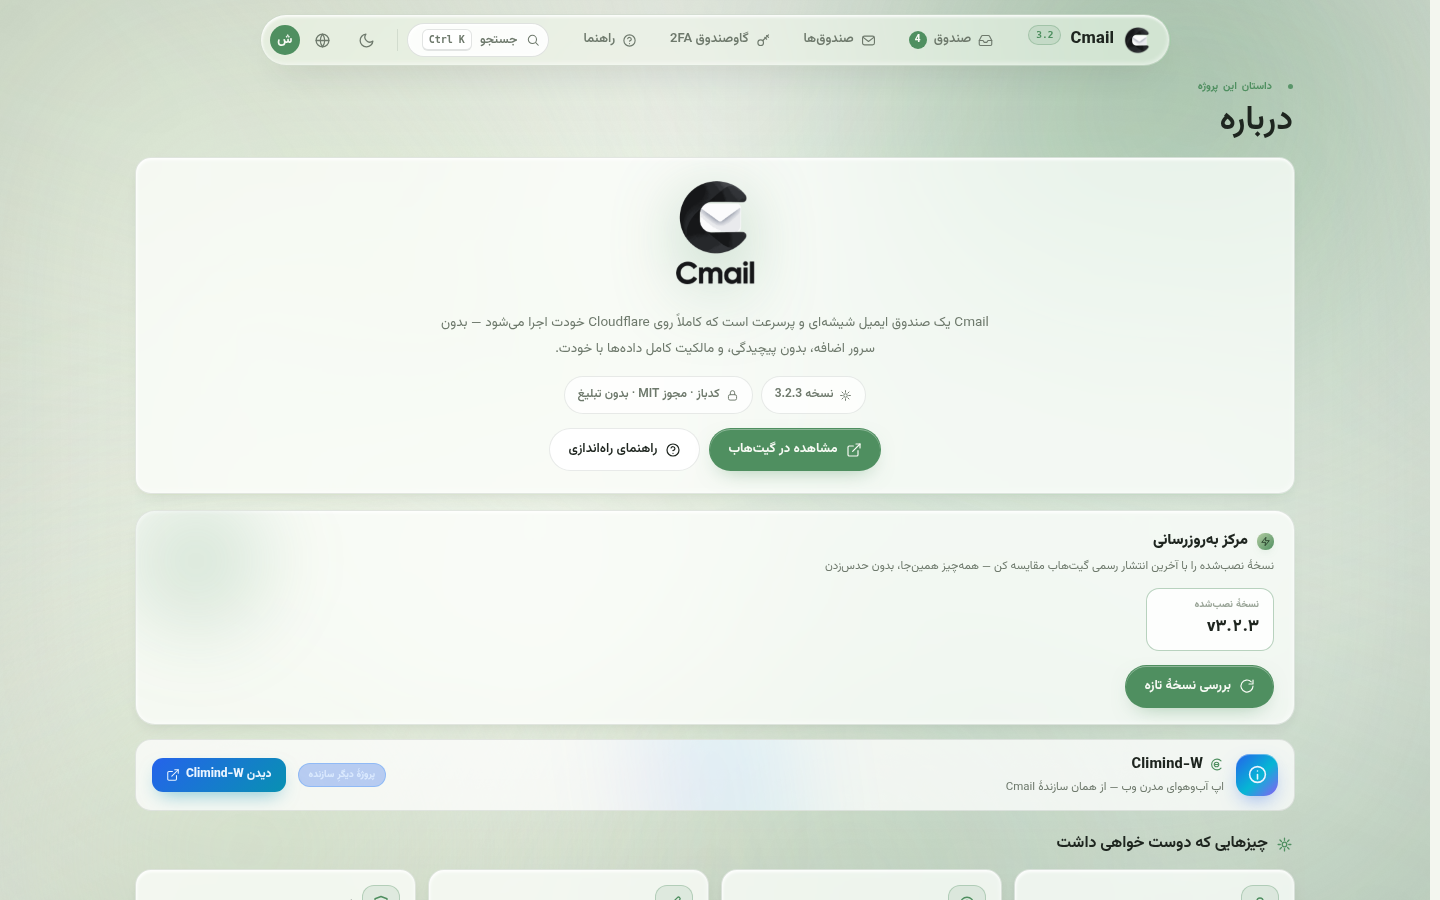 Cmail 3.2 صندوق 4 صندوق‌ها گاوصندوق 2FA راهنما جستجو Ctrl K ش
داستان این پروژه
درباره
Cmail
Cmail یک صندوق ایمیل شیشه‌ای و پرسرعت است که کاملاً روی Cloudflare خودت اجرا می‌شود — بدون
سرور اضافه، بدون پیچیدگی، و مالکیت کامل داده‌ها با خودت.
نسخه 3.2.3 کدباز · مجوز MIT · بدون تبلیغ
مشاهده در گیت‌هاب راهنمای راه‌اندازی
مرکز به‌روزرسانی
نسخهٔ نصب‌شده را با آخرین انتشار رسمی گیت‌هاب مقایسه کن — همه‌چیز همین‌جا، بدون حدس‌زدن
نسخهٔ نصب‌شده
v۳.۲.۳
بررسی نسخهٔ تازه
Climind-W
اپ آب‌وهوای مدرن وب — از همان سازندهٔ Cmail
پروژهٔ دیگر سازنده
دیدن Climind-W
چیزهایی که دوست خواهی داشت